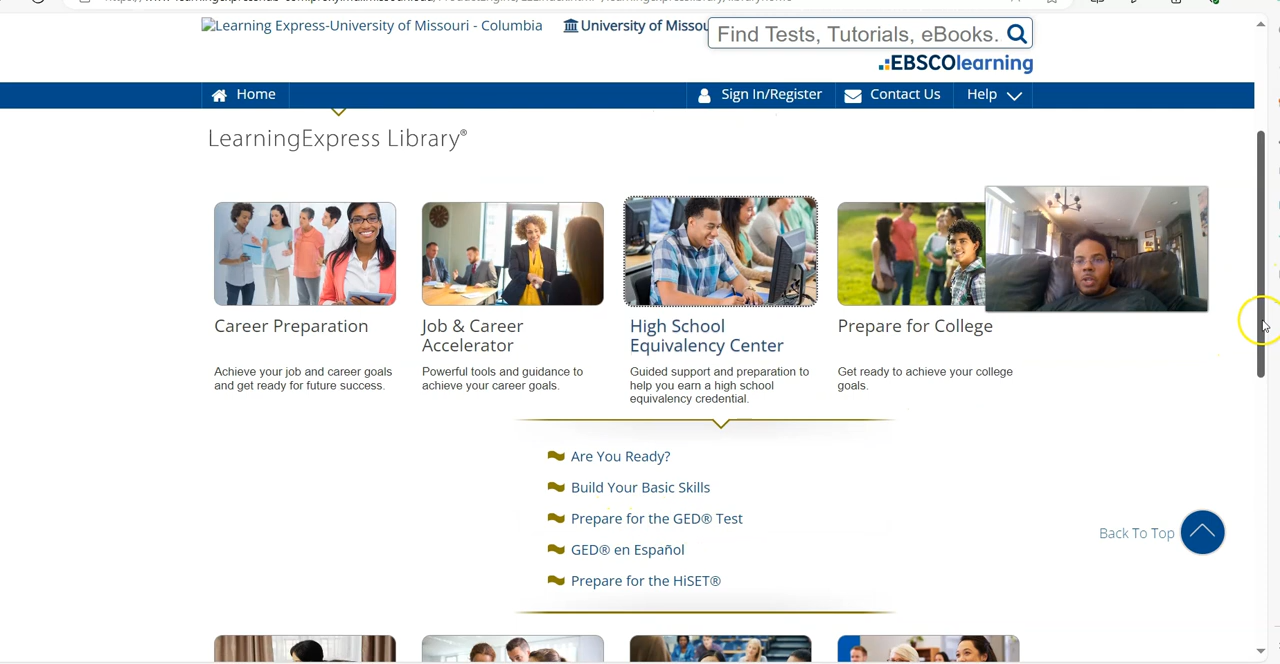 Learning Express-University of Missouri - Columbia
University of Missou
Find Tests, Tutorials, eBooks.
EBSCOlearning
Home
Sign In/Register
Contact Us
Help
LearningExpress Library®
Career Preparation
Achieve your job and career goals
and get ready for future success.
Job & Career
Accelerator
Powerful tools and guidance to
achieve your career goals.
High School
Equivalency Center
Guided support and preparation to
help you earn a high school
equivalency credential.
Prepare for College
Get ready to achieve your college
goals.
Are You Ready?
Build Your Basic Skills
Prepare for the GED® Test
GED® en Español
Prepare for the HiSET®
Back To Top